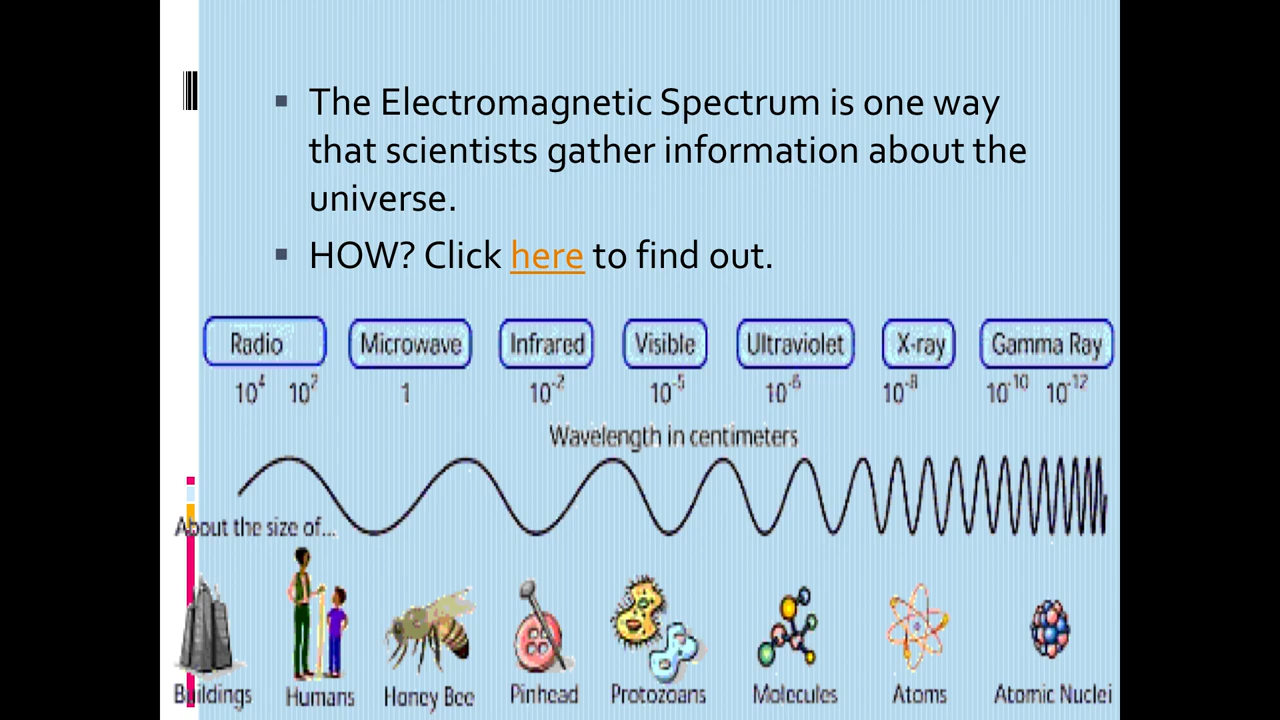 The Electromagnetic Spectrum is one way
that scientists gather information about the
universe.
HOW? Click here to find out.
Radio Microwave Infrared Visible Ultraviolet X-ray Gamma Ray
10⁴ 10² 1 10⁻² 10⁻⁵ 10⁻⁶ 10⁻⁸ 10⁻¹⁰ 10⁻¹²
Wavelength in centimeters
About the size of...
Buildings Humans Honey Bee Pinhead Protozoans Molecules Atoms Atomic Nuclei